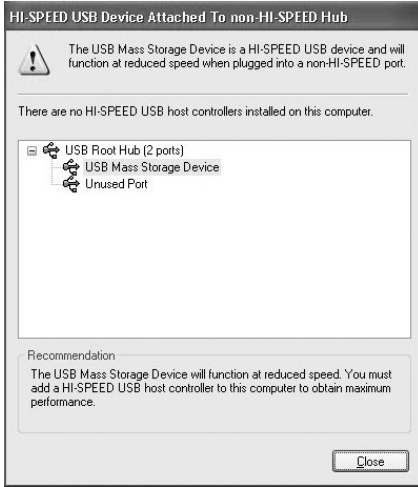 HI-SPEED USB Device Attached To non-HI-SPEED Hub
The USB Mass Storage Device is a HI-SPEED USB device and will
function at reduced speed when plugged into a non-HI-SPEED port.
There are no HI-SPEED USB host controllers installed on this computer.
USB Root Hub (2 ports)
USB Mass Storage Device
Unused Port
Recommendation
The USB Mass Storage Device will function at reduced speed. You must
add a HI-SPEED USB host controller to this computer to obtain maximum
performance.
Close